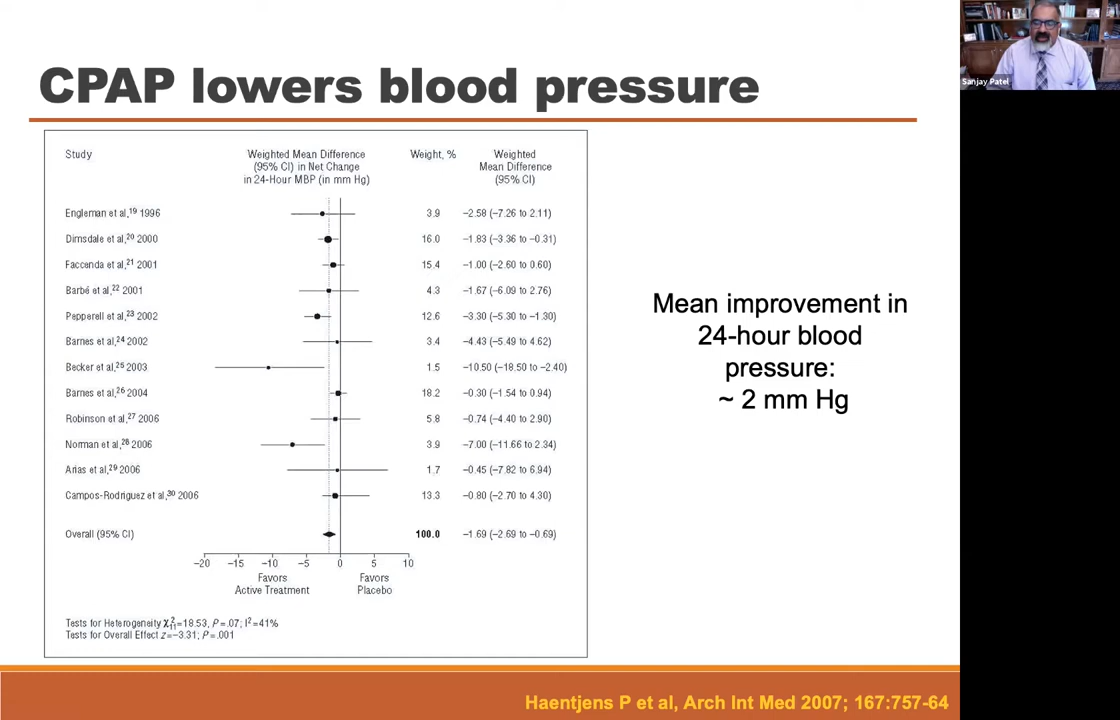 CPAP lowers blood pressure
Sanjay Patel
Study
Weighted Mean Difference
(95% CI) in Net Change
in 24-Hour MBP (in mm Hg)
Weight, %
Weighted
Mean Difference
(95% CI)
Engleman et al,19 1996 3.9 −2.58 (−7.26 to 2.11)
Dimsdale et al,20 2000 16.0 −1.83 (−3.36 to −0.31)
Faccenda et al,21 2001 15.4 −1.00 (−2.60 to 0.60)
Barbé et al,22 2001 4.3 −1.67 (−6.09 to 2.76)
Pepperell et al,23 2002 12.6 −3.30 (−5.30 to −1.30)
Barnes et al,24 2002 3.4 −4.43 (−5.49 to 4.62)
Becker et al,25 2003 1.5 −10.50 (−18.50 to −2.40)
Barnes et al,26 2004 18.2 −0.30 (−1.54 to 0.94)
Robinson et al,27 2006 5.8 −0.74 (−4.40 to 2.90)
Norman et al,28 2006 3.9 −7.00 (−11.66 to 2.34)
Arias et al,29 2006 1.7 −0.45 (−7.82 to 6.94)
Campos-Rodriguez et al,30 2006 13.3 −0.80 (−2.70 to 4.30)
Overall (95% CI) 100.0 −1.69 (−2.69 to −0.69)
−20 −15 −10 −5 0 5 10
Favors
Active Treatment
Favors
Placebo
Tests for Heterogeneity χ²11=18.53, P=.07; I²=41%
Tests for Overall Effect z=−3.31; P=.001
Mean improvement in
24-hour blood
pressure:
~ 2 mm Hg
Haentjens P et al, Arch Int Med 2007; 167:757-64